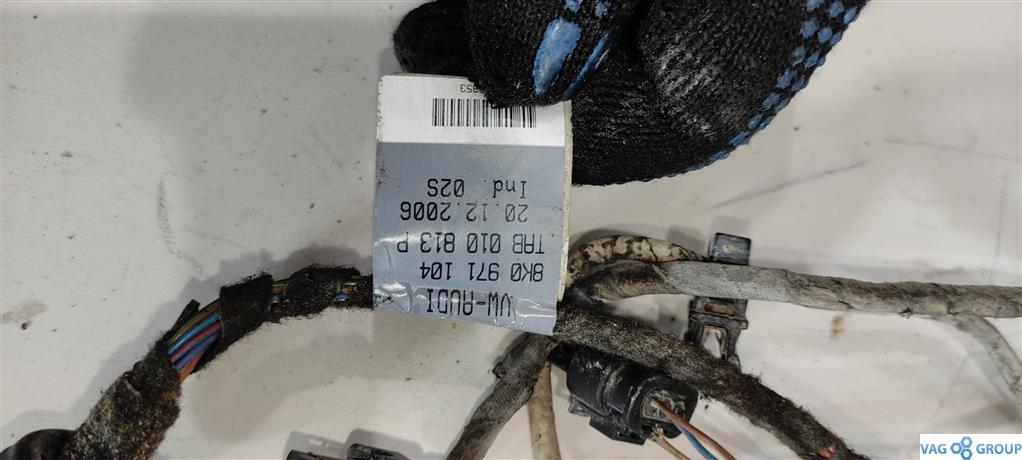 VW-AUDI
8K0 971 104
TAB 010 813 P
20.12.2006
Ind. 02S
VAG GROUP